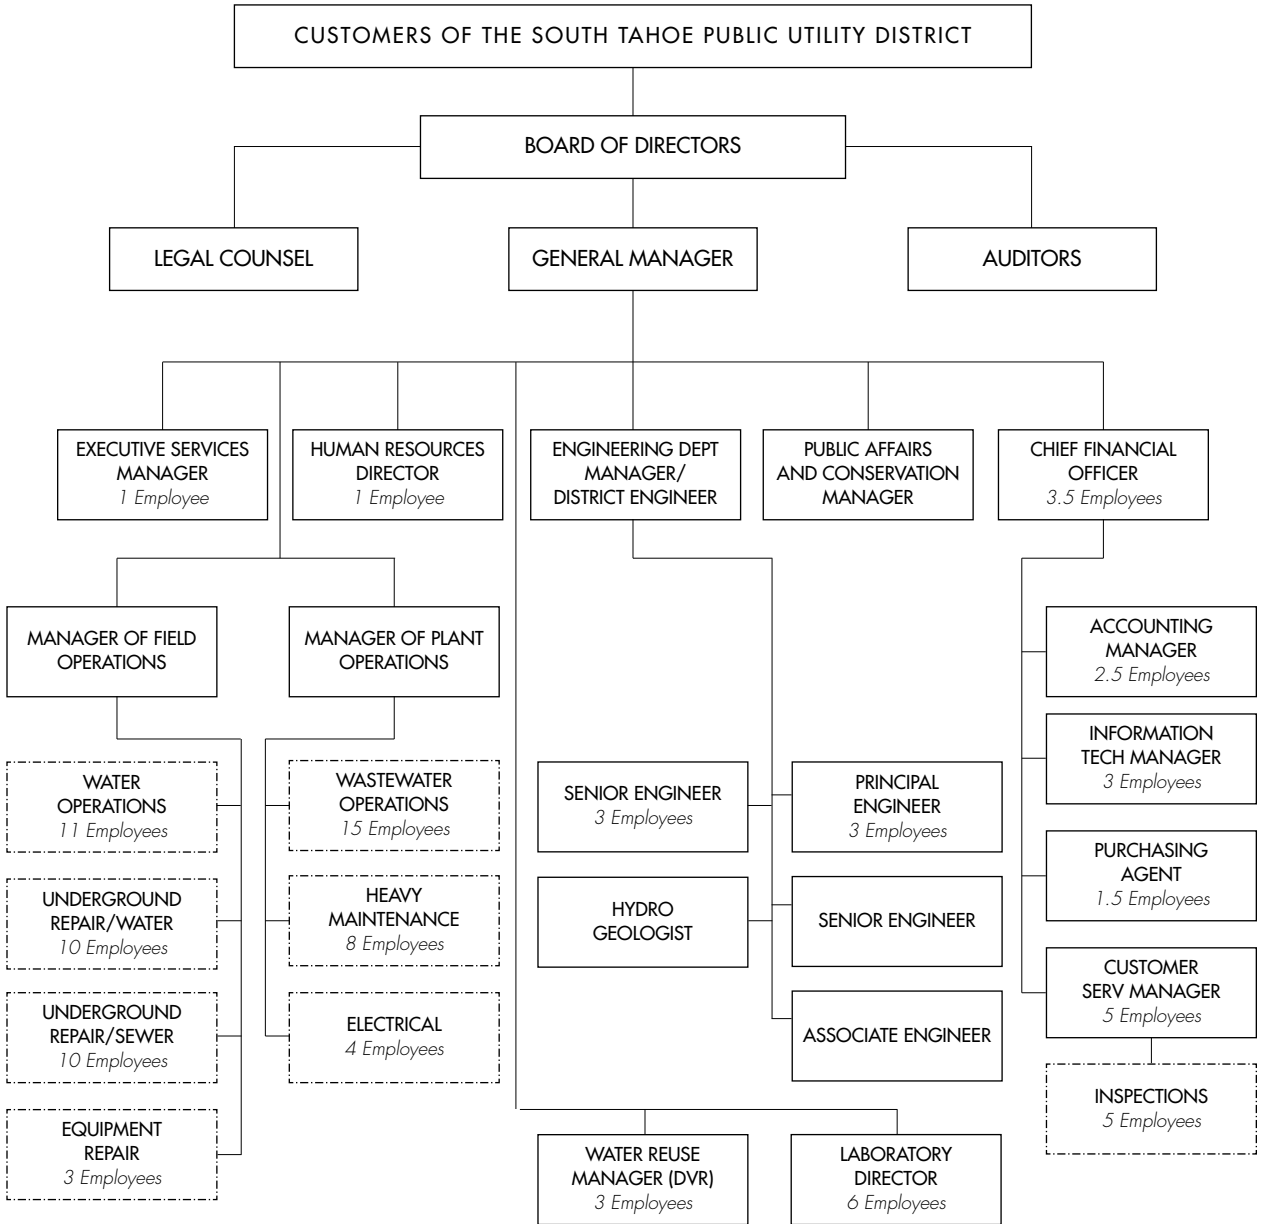 CUSTOMERS OF THE SOUTH TAHOE PUBLIC UTILITY DISTRICT
BOARD OF DIRECTORS
LEGAL COUNSEL
GENERAL MANAGER
AUDITORS
EXECUTIVE SERVICES
MANAGER
1 Employee
HUMAN RESOURCES
DIRECTOR
1 Employee
ENGINEERING DEPT
MANAGER/
DISTRICT ENGINEER
PUBLIC AFFAIRS
AND CONSERVATION
MANAGER
CHIEF FINANCIAL
OFFICER
3.5 Employees
MANAGER OF FIELD
OPERATIONS
MANAGER OF PLANT
OPERATIONS
WATER
OPERATIONS
11 Employees
UNDERGROUND
REPAIR/WATER
10 Employees
UNDERGROUND
REPAIR/SEWER
10 Employees
EQUIPMENT
REPAIR
3 Employees
WASTEWATER
OPERATIONS
15 Employees
HEAVY
MAINTENANCE
8 Employees
ELECTRICAL
4 Employees
SENIOR ENGINEER
3 Employees
HYDRO
GEOLOGIST
PRINCIPAL
ENGINEER
3 Employees
SENIOR ENGINEER
ASSOCIATE ENGINEER
ACCOUNTING
MANAGER
2.5 Employees
INFORMATION
TECH MANAGER
3 Employees
PURCHASING
AGENT
1.5 Employees
CUSTOMER
SERV MANAGER
5 Employees
INSPECTIONS
5 Employees
WATER REUSE
MANAGER (DVR)
3 Employees
LABORATORY
DIRECTOR
6 Employees